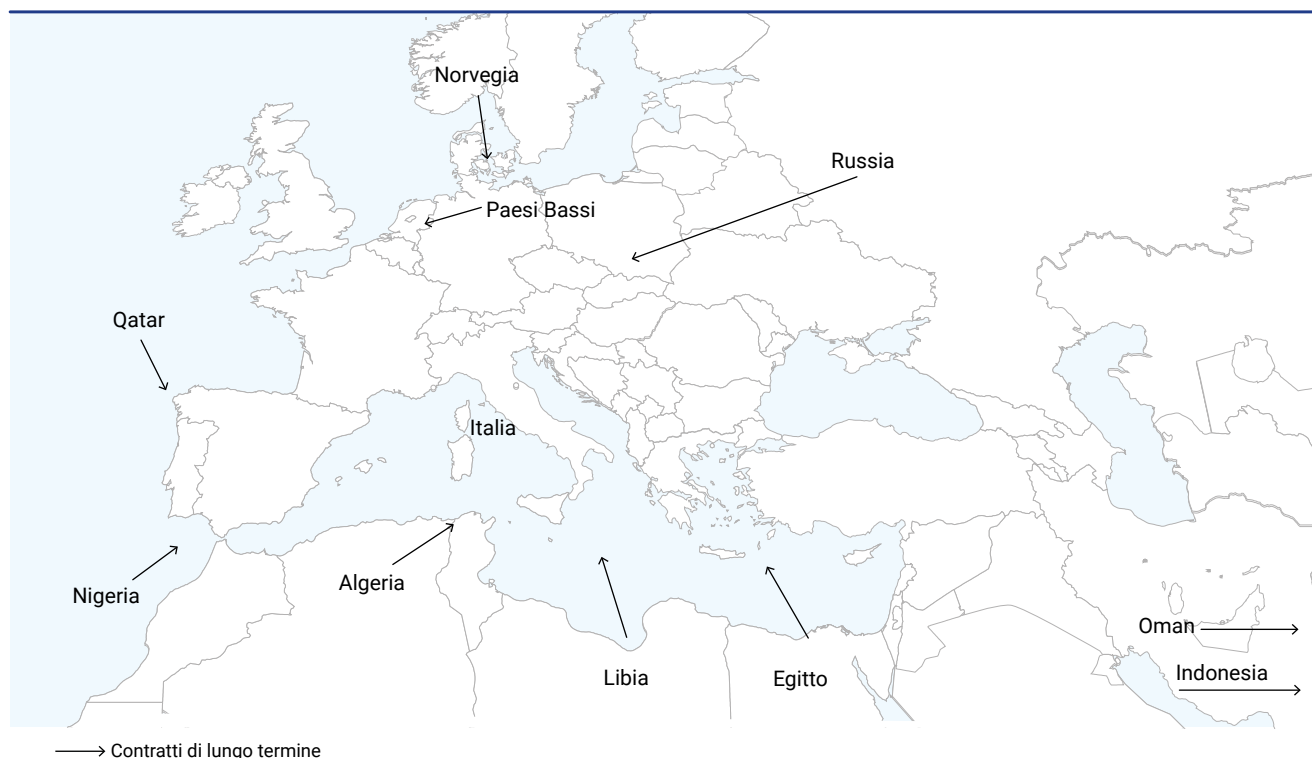 Norvegia
Russia
Paesi Bassi
Qatar
Italia
Algeria
Nigeria
Oman
Indonesia
Libia
Egitto
Contratti di lungo termine